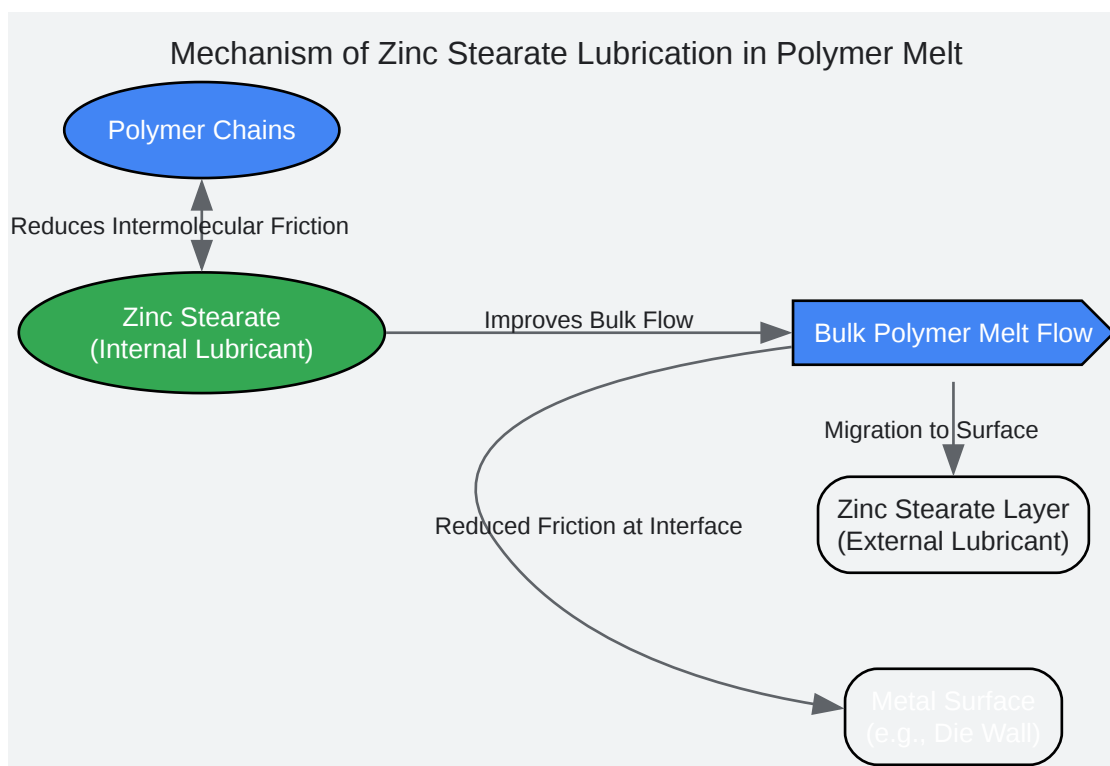 Mechanism of Zinc Stearate Lubrication in Polymer Melt
Polymer Chains
Reduces Intermolecular Friction
Zinc Stearate
(Internal Lubricant)
Improves Bulk Flow
Bulk Polymer Melt Flow
Migration to Surface
Zinc Stearate Layer
(External Lubricant)
Reduced Friction at Interface
Metal Surface
(e.g., Die Wall)